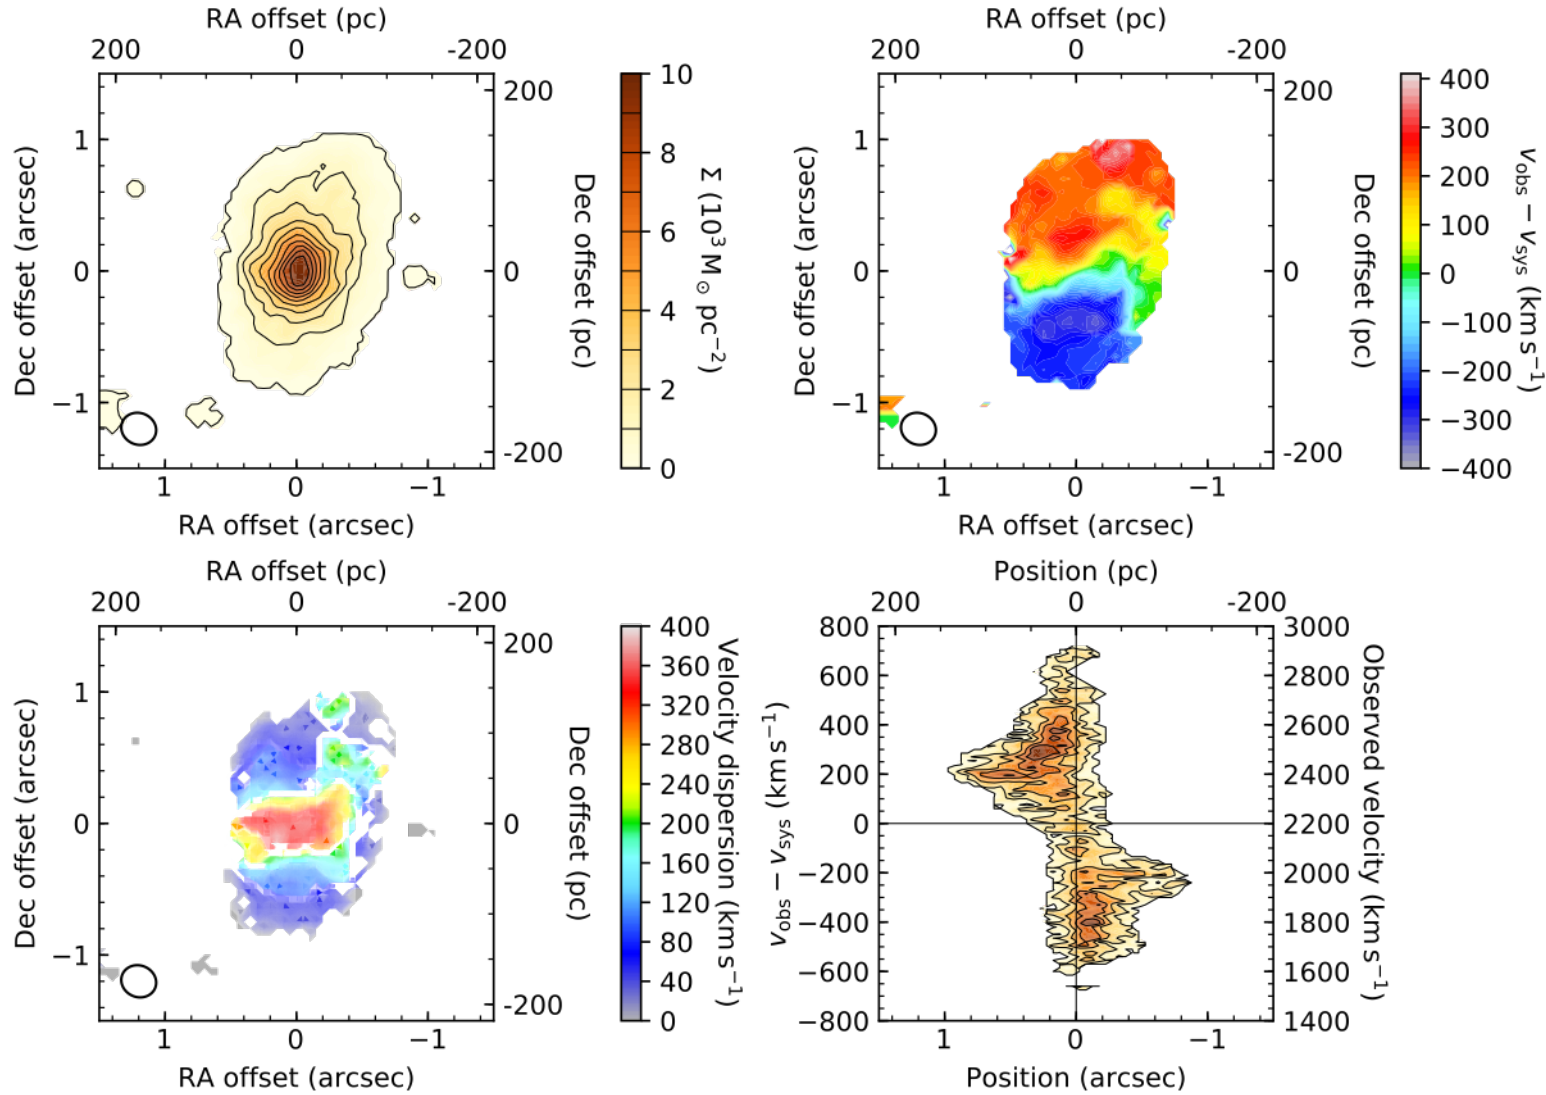 RA offset (pc)
200 0 -200
1 0 −1
Dec offset (arcsec)
200 0 -200
Dec offset (pc)
1 0 −1
RA offset (arcsec)
10 8 6 4 2 0
Σ (10³ M⊙ pc⁻²)
RA offset (pc)
200 0 -200
1 0 −1
Dec offset (arcsec)
200 0 -200
Dec offset (pc)
1 0 −1
RA offset (arcsec)
400 300 200 100 0 −100 −200 −300 −400
vobs − vsys (km s⁻¹)
RA offset (pc)
200 0 -200
1 0 −1
Dec offset (arcsec)
200 0 -200
Dec offset (pc)
1 0 −1
RA offset (arcsec)
400 360 320 280 240 200 160 120 80 40 0
Velocity dispersion (km s⁻¹)
Position (pc)
200 0 -200
800 600 400 200 0 −200 −400 −600 −800
vobs − vsys (km s⁻¹)
3000 2800 2600 2400 2200 2000 1800 1600 1400
Observed velocity (km s⁻¹)
1 0 −1
Position (arcsec)